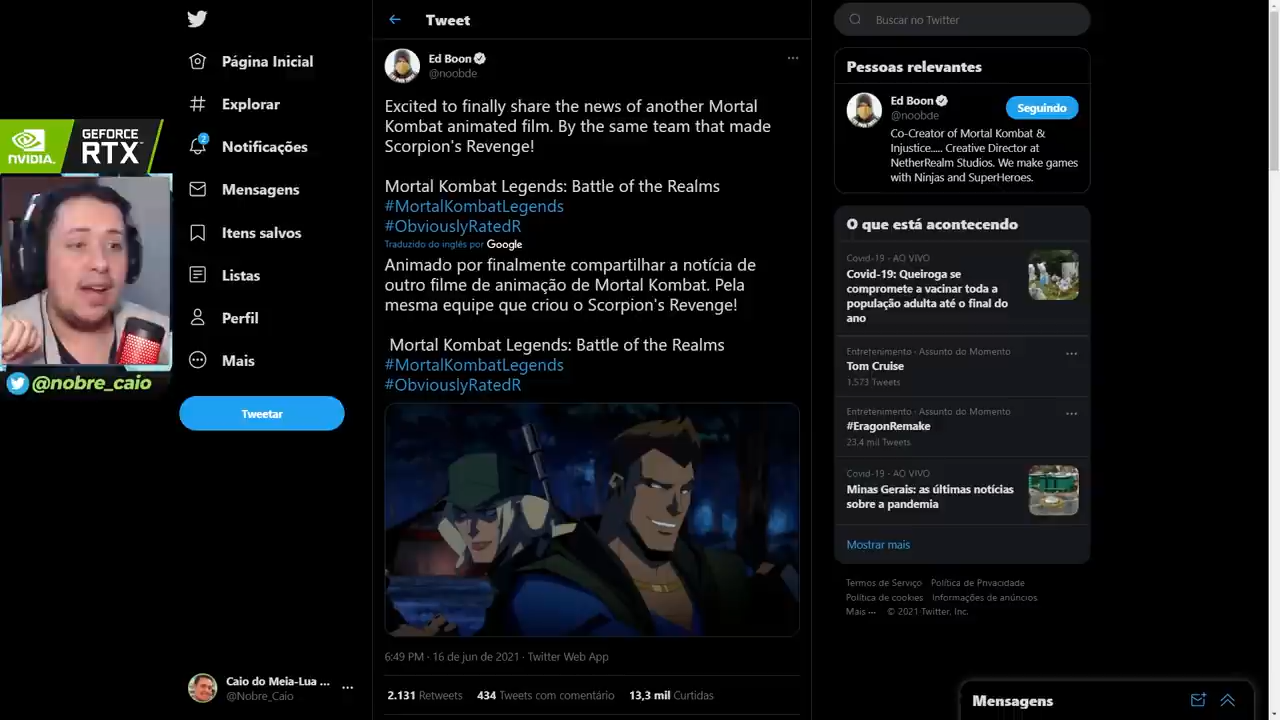 Página Inicial
Explorar
2
Notificações
Mensagens
Itens salvos
Listas
Perfil
Mais
Tweetar
NVIDIA.
GEFORCE
RTX
@nobre_caio
Caio do Meia-Lua ...
@Nobre_Caio
Tweet
Ed Boon
@noobde
Excited to finally share the news of another Mortal
Kombat animated film. By the same team that made
Scorpion's Revenge!
Mortal Kombat Legends: Battle of the Realms
#MortalKombatLegends
#ObviouslyRatedR
Traduzido do inglês por Google
Animado por finalmente compartilhar a notícia de
outro filme de animação de Mortal Kombat. Pela
mesma equipe que criou o Scorpion's Revenge!
Mortal Kombat Legends: Battle of the Realms
#MortalKombatLegends
#ObviouslyRatedR
6:49 PM · 16 de jun de 2021 · Twitter Web App
2.131 Retweets 434 Tweets com comentário 13,3 mil Curtidas
Buscar no Twitter
Pessoas relevantes
Ed Boon
@noobde
Seguindo
Co-Creator of Mortal Kombat &
Injustice..... Creative Director at
NetherRealm Studios. We make games
with Ninjas and SuperHeroes.
O que está acontecendo
Covid-19 · AO VIVO
Covid-19: Queiroga se
compromete a vacinar toda a
população adulta até o final do
ano
Entretenimento · Assunto do Momento
Tom Cruise
1.573 Tweets
Entretenimento · Assunto do Momento
#EragonRemake
23,4 mil Tweets
Covid-19 · AO VIVO
Minas Gerais: as últimas notícias
sobre a pandemia
Mostrar mais
Termos de Serviço Política de Privacidade
Política de cookies Informações de anúncios
Mais ... © 2021 Twitter, Inc.
Mensagens